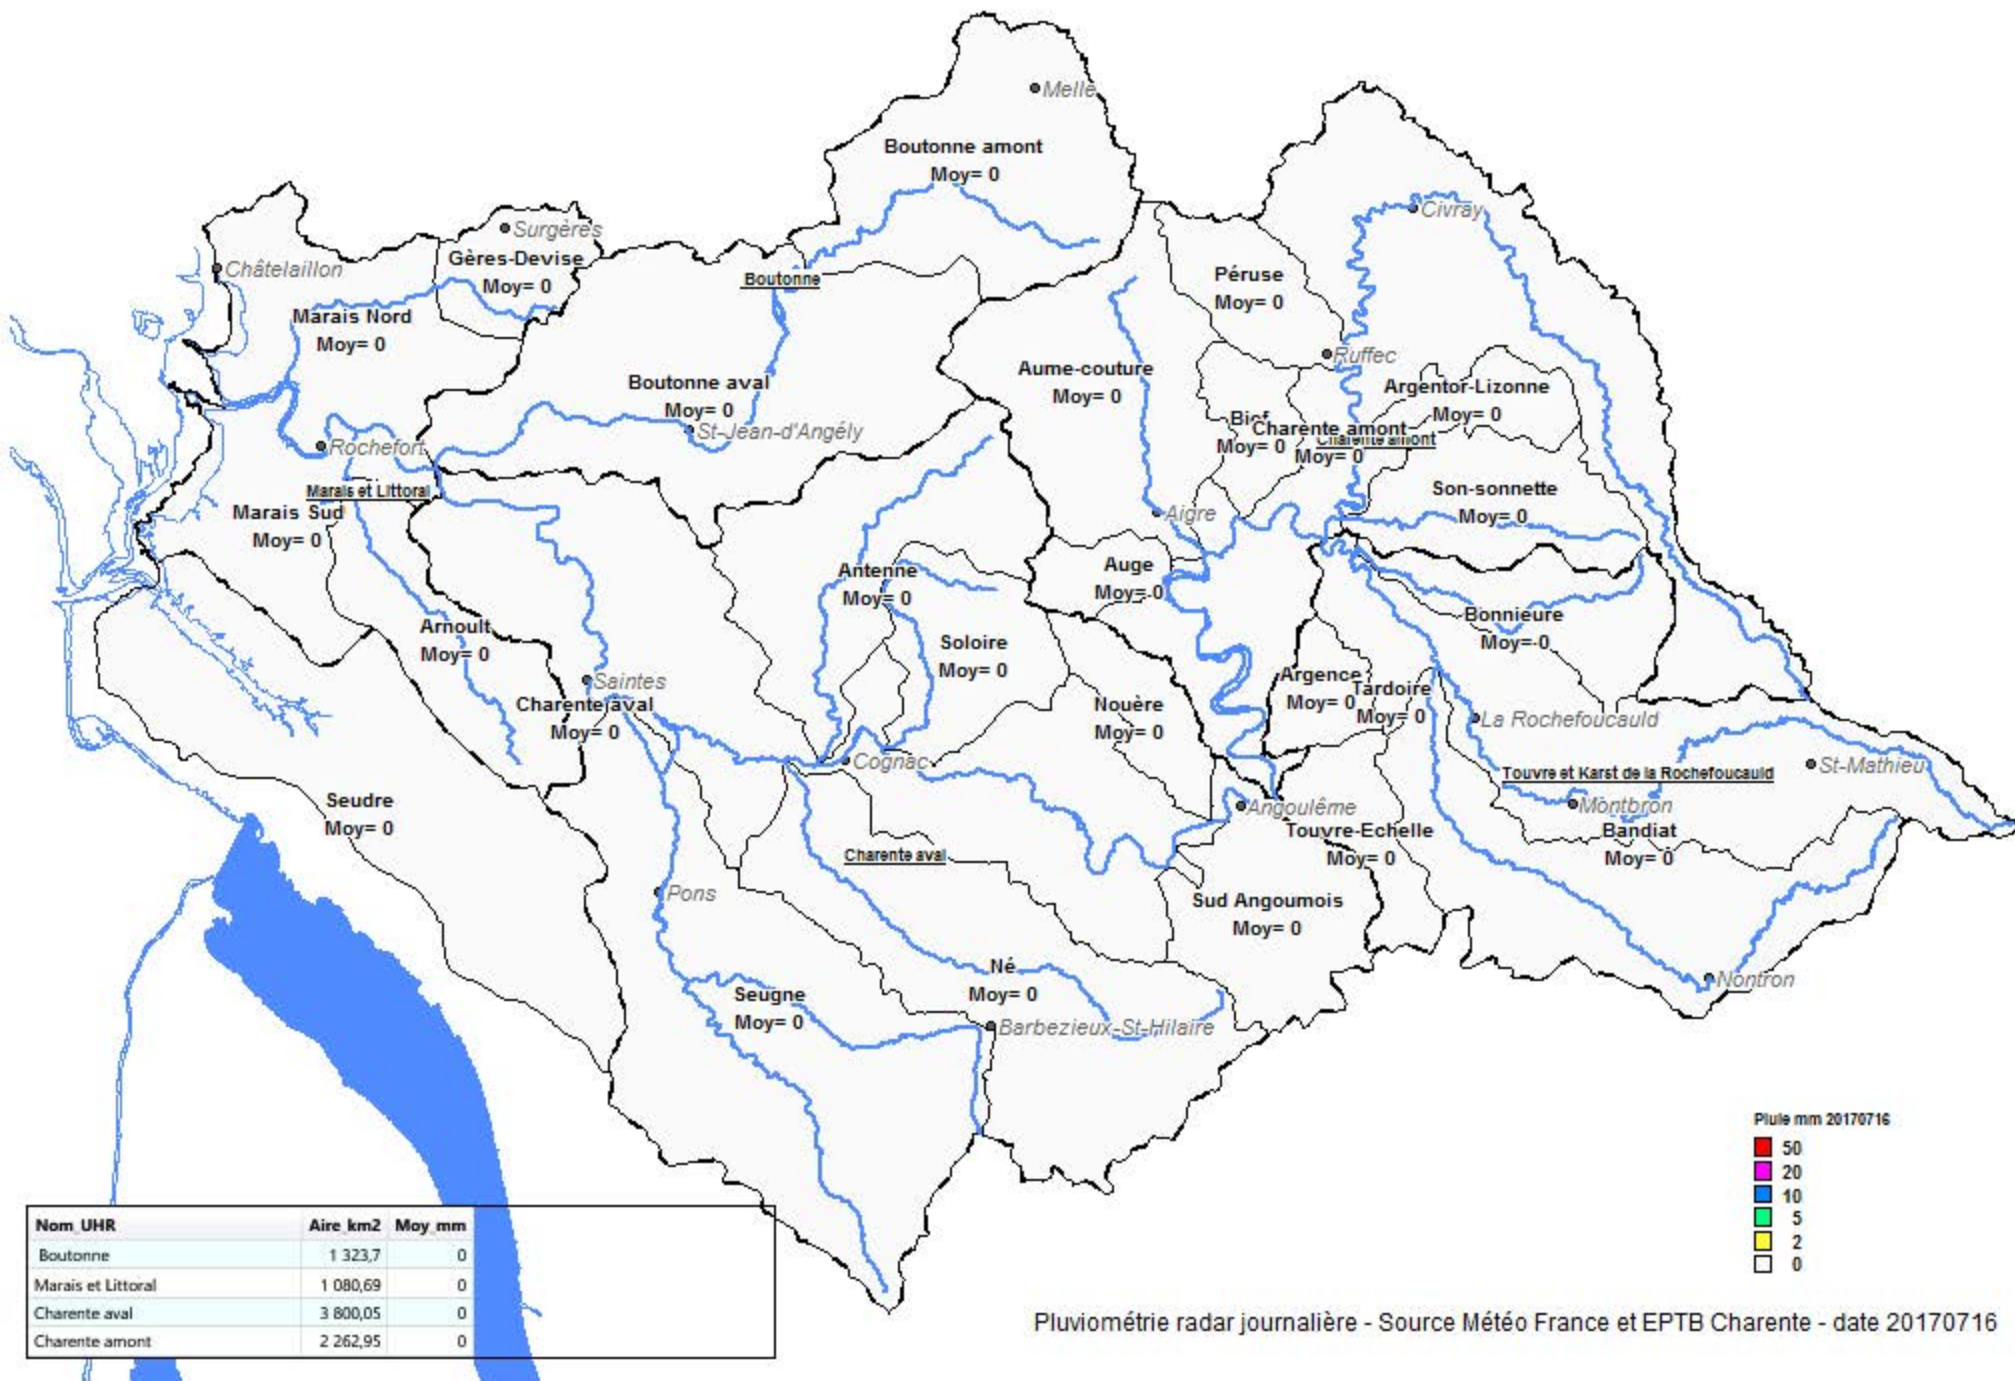 Melle
Boutonne amont
Moy= 0
Civray
Surgères
Gères-Devise
Moy= 0
Châtelaillon
Boutonne
Péruse
Moy= 0
Marais Nord
Moy= 0
Ruffec
Aume-couture
Moy= 0
Boutonne aval
Moy= 0
Argentor-Lizonne
Moy= 0
St-Jean-d'Angély
Bief
Moy= 0
Charente amont
Moy= 0
Charente amont
Rochefort
Marais et Littoral
Son-sonnette
Moy= 0
Marais Sud
Moy= 0
Aigre
Antenne
Moy= 0
Auge
Moy= 0
Bonnieure
Moy= 0
Arnoult
Moy= 0
Soloire
Moy= 0
Saintes
Charente aval
Moy= 0
Argence
Moy= 0
Tardoire
Moy= 0
Nouère
Moy= 0
La Rochefoucauld
Cognac
St-Mathieu
Touvre et Karst de la Rochefoucauld
Seudre
Moy= 0
Angoulême
Montbron
Touvre-Echelle
Moy= 0
Bandiat
Moy= 0
Charente aval
Pons
Sud Angoumois
Moy= 0
Né
Moy= 0
Nontron
Seugne
Moy= 0
Barbezieux-St-Hilaire
Pluie mm 20170716
50
20
10
5
2
0
Nom_UHR Aire_km2 Moy_mm
Boutonne 1 323,7 0
Marais et Littoral 1 080,69 0
Charente aval 3 800,05 0
Charente amont 2 262,95 0
Pluviométrie radar journalière - Source Météo France et EPTB Charente - date 20170716